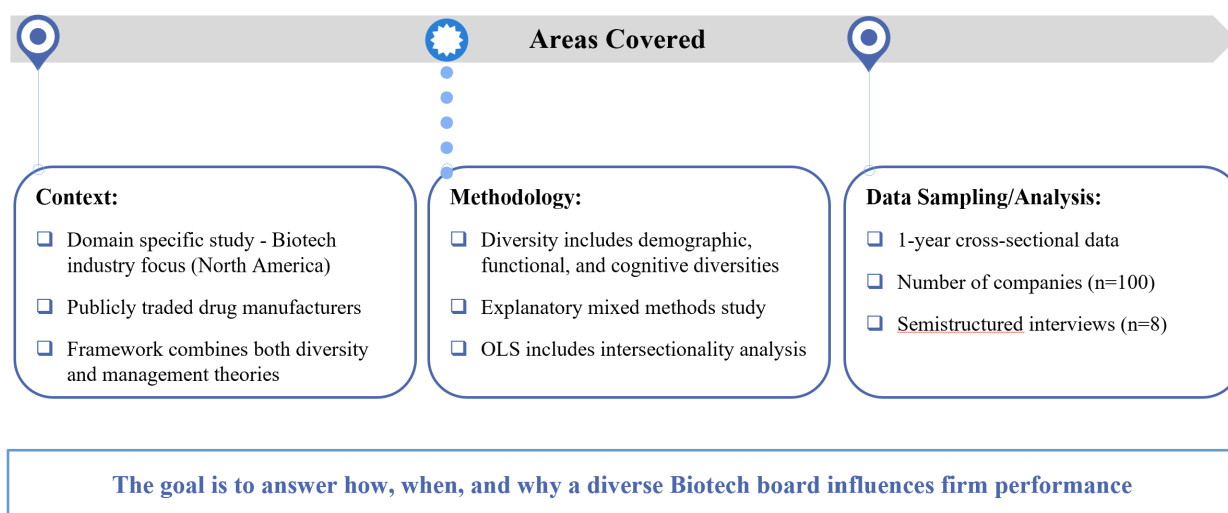 Areas Covered
Context:
Domain specific study - Biotech
industry focus (North America)
Publicly traded drug manufacturers
Framework combines both diversity
and management theories
Methodology:
Diversity includes demographic,
functional, and cognitive diversities
Explanatory mixed methods study
OLS includes intersectionality analysis
Data Sampling/Analysis:
1-year cross-sectional data
Number of companies (n=100)
Semistructured interviews (n=8)
The goal is to answer how, when, and why a diverse Biotech board influences firm performance